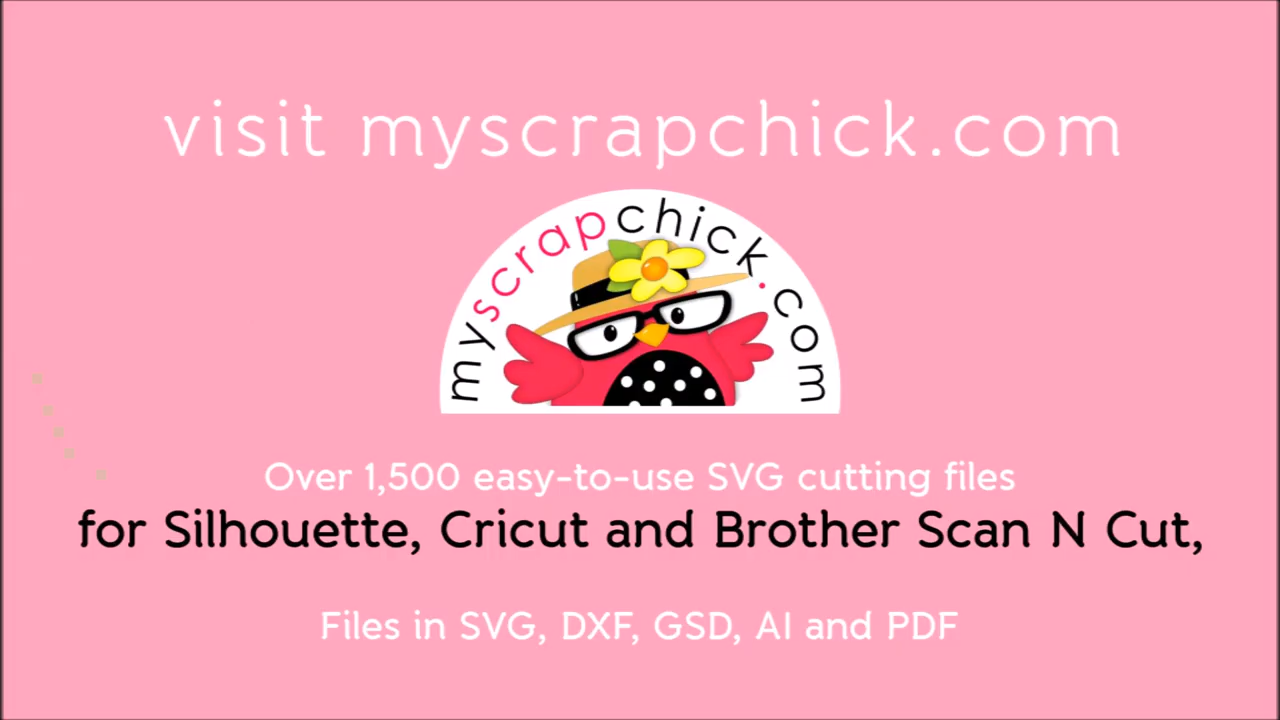 visit myscrapchick.com
myscrapchick.com
Over 1,500 easy-to-use SVG cutting files
for Silhouette, Cricut and Brother Scan N Cut,
Files in SVG, DXF, GSD, AI and PDF